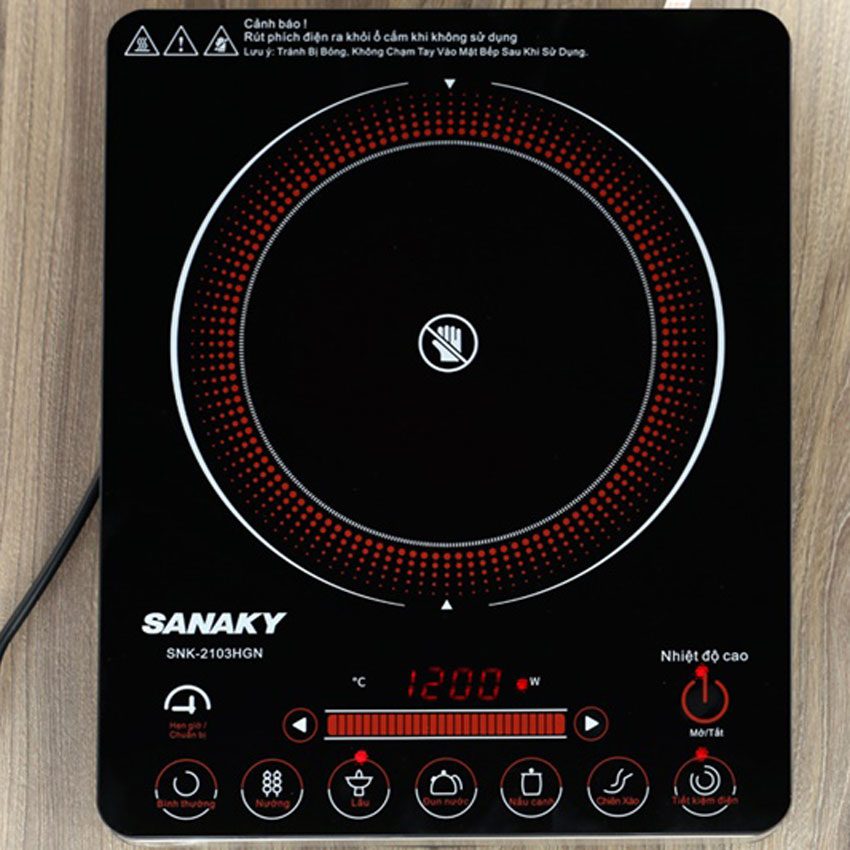 Cảnh báo !
Rút phích điện ra khỏi ổ cắm khi không sử dụng
Lưu ý: Tránh Bị Bỏng, Không Chạm Tay Vào Mặt Bếp Sau Khi Sử Dụng.
SANAKY
SNK-2103HGN
Nhiệt độ cao
°C 1200 W
Hẹn giờ /
Chuẩn bị
Mở/Tắt
Bình thường Nướng Lẩu Đun nước Nấu canh Chiên Xào Tiết kiệm điện